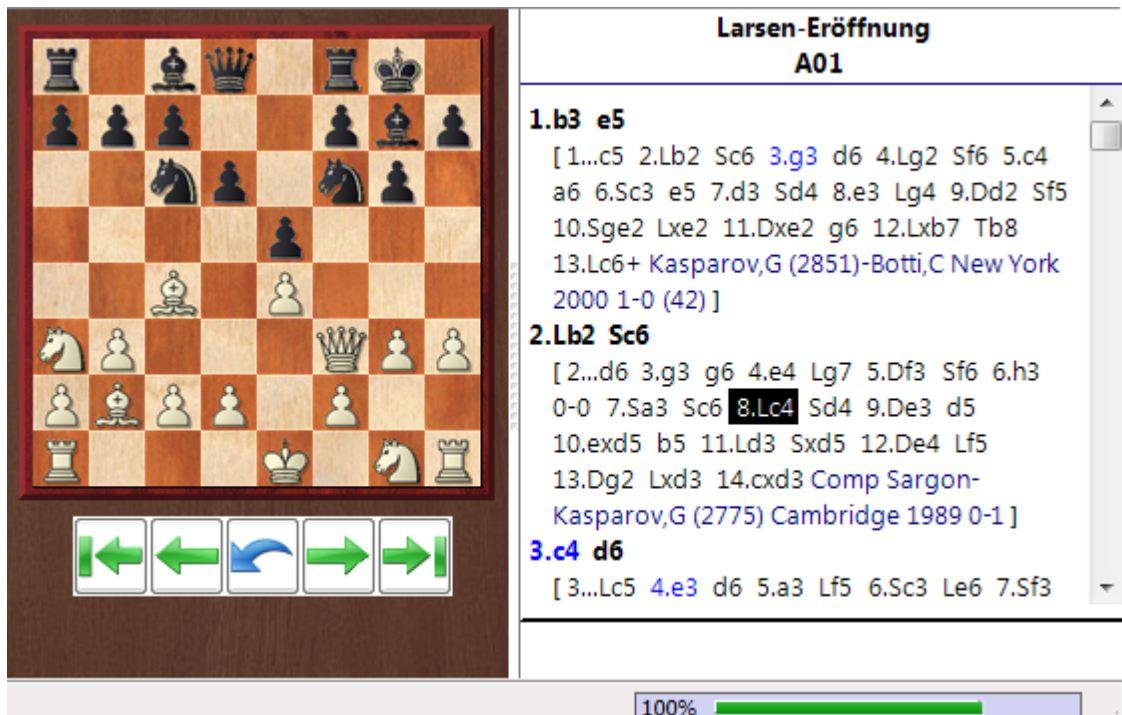 Larsen-Eröffnung
A01
1.b3 e5
[ 1...c5 2.Lb2 Sc6 3.g3 d6 4.Lg2 Sf6 5.c4
a6 6.Sc3 e5 7.d3 Sd4 8.e3 Lg4 9.Dd2 Sf5
10.Sge2 Lxe2 11.Dxe2 g6 12.Lxb7 Tb8
13.Lc6+ Kasparov,G (2851)-Botti,C New York
2000 1-0 (42) ]
2.Lb2 Sc6
[ 2...d6 3.g3 g6 4.e4 Lg7 5.Df3 Sf6 6.h3
0-0 7.Sa3 Sc6 8.Lc4 Sd4 9.De3 d5
10.exd5 b5 11.Ld3 Sxd5 12.De4 Lf5
13.Dg2 Lxd3 14.cxd3 Comp Sargon-
Kasparov,G (2775) Cambridge 1989 0-1 ]
3.c4 d6
[ 3...Lc5 4.e3 d6 5.a3 Lf5 6.Sc3 Le6 7.Sf3
100%